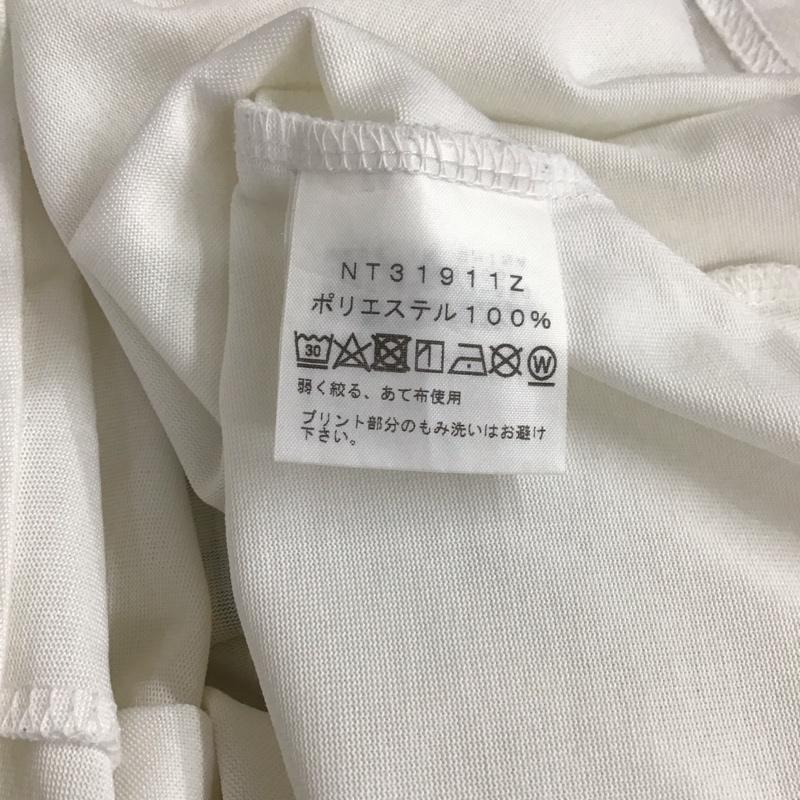 NT31911Z
ポリエステル100%
30 W
弱く絞る、あて布使用
プリント部分のもみ洗いはお避け
下さい。